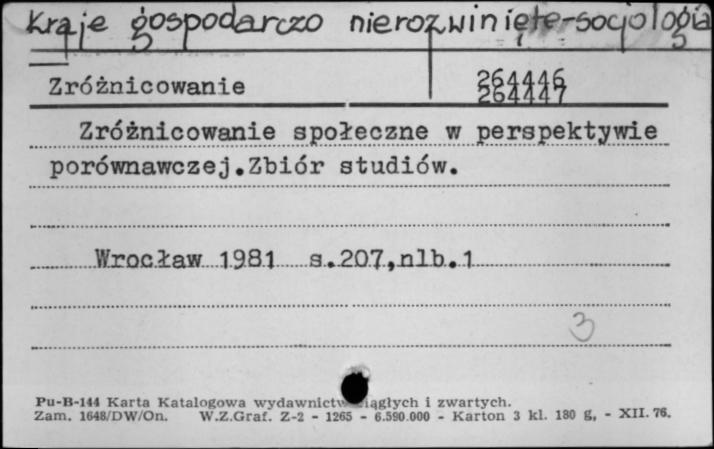 Kraje gospodarczo nierozwinięte-socjologia
Zróżnicowanie
264446
264447
Zróżnicowanie społeczne w perspektywie
porównawczej.Zbiór studiów.
Wrocław 1981 s.207,nlb.1
3
Pu-B-144 Karta Katalogowa wydawnictw ciągłych i zwartych.
Zam. 1648/DW/On. W.Z.Graf. Z-2 - 1265 - 6.590.000 - Karton 3 kl. 180 g, - XII. 76.